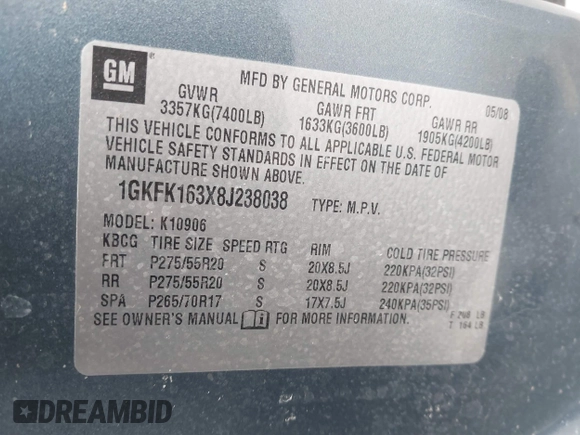 GM
MFD BY GENERAL MOTORS CORP. 05/08
GVWR GAWR FRT GAWR RR
3357KG(7400LB) 1633KG(3600LB) 1905KG(4200LB)
THIS VEHICLE CONFORMS TO ALL APPLICABLE U.S. FEDERAL MOTOR
VEHICLE SAFETY STANDARDS IN EFFECT ON THE DATE OF
MANUFACTURE SHOWN ABOVE.
1GKFK163X8J238038 TYPE: M.P.V.
MODEL: K10906
KBCG TIRE SIZE SPEED RTG RIM COLD TIRE PRESSURE
FRT P275/55R20 S 20X8.5J 220KPA(32PSI)
RR P275/55R20 S 20X8.5J 220KPA(32PSI)
SPA P265/70R17 S 17X7.5J 240KPA(35PSI)
SEE OWNER'S MANUAL FOR MORE INFORMATION.
F 268 LB
T 164 LB
DREAMBID